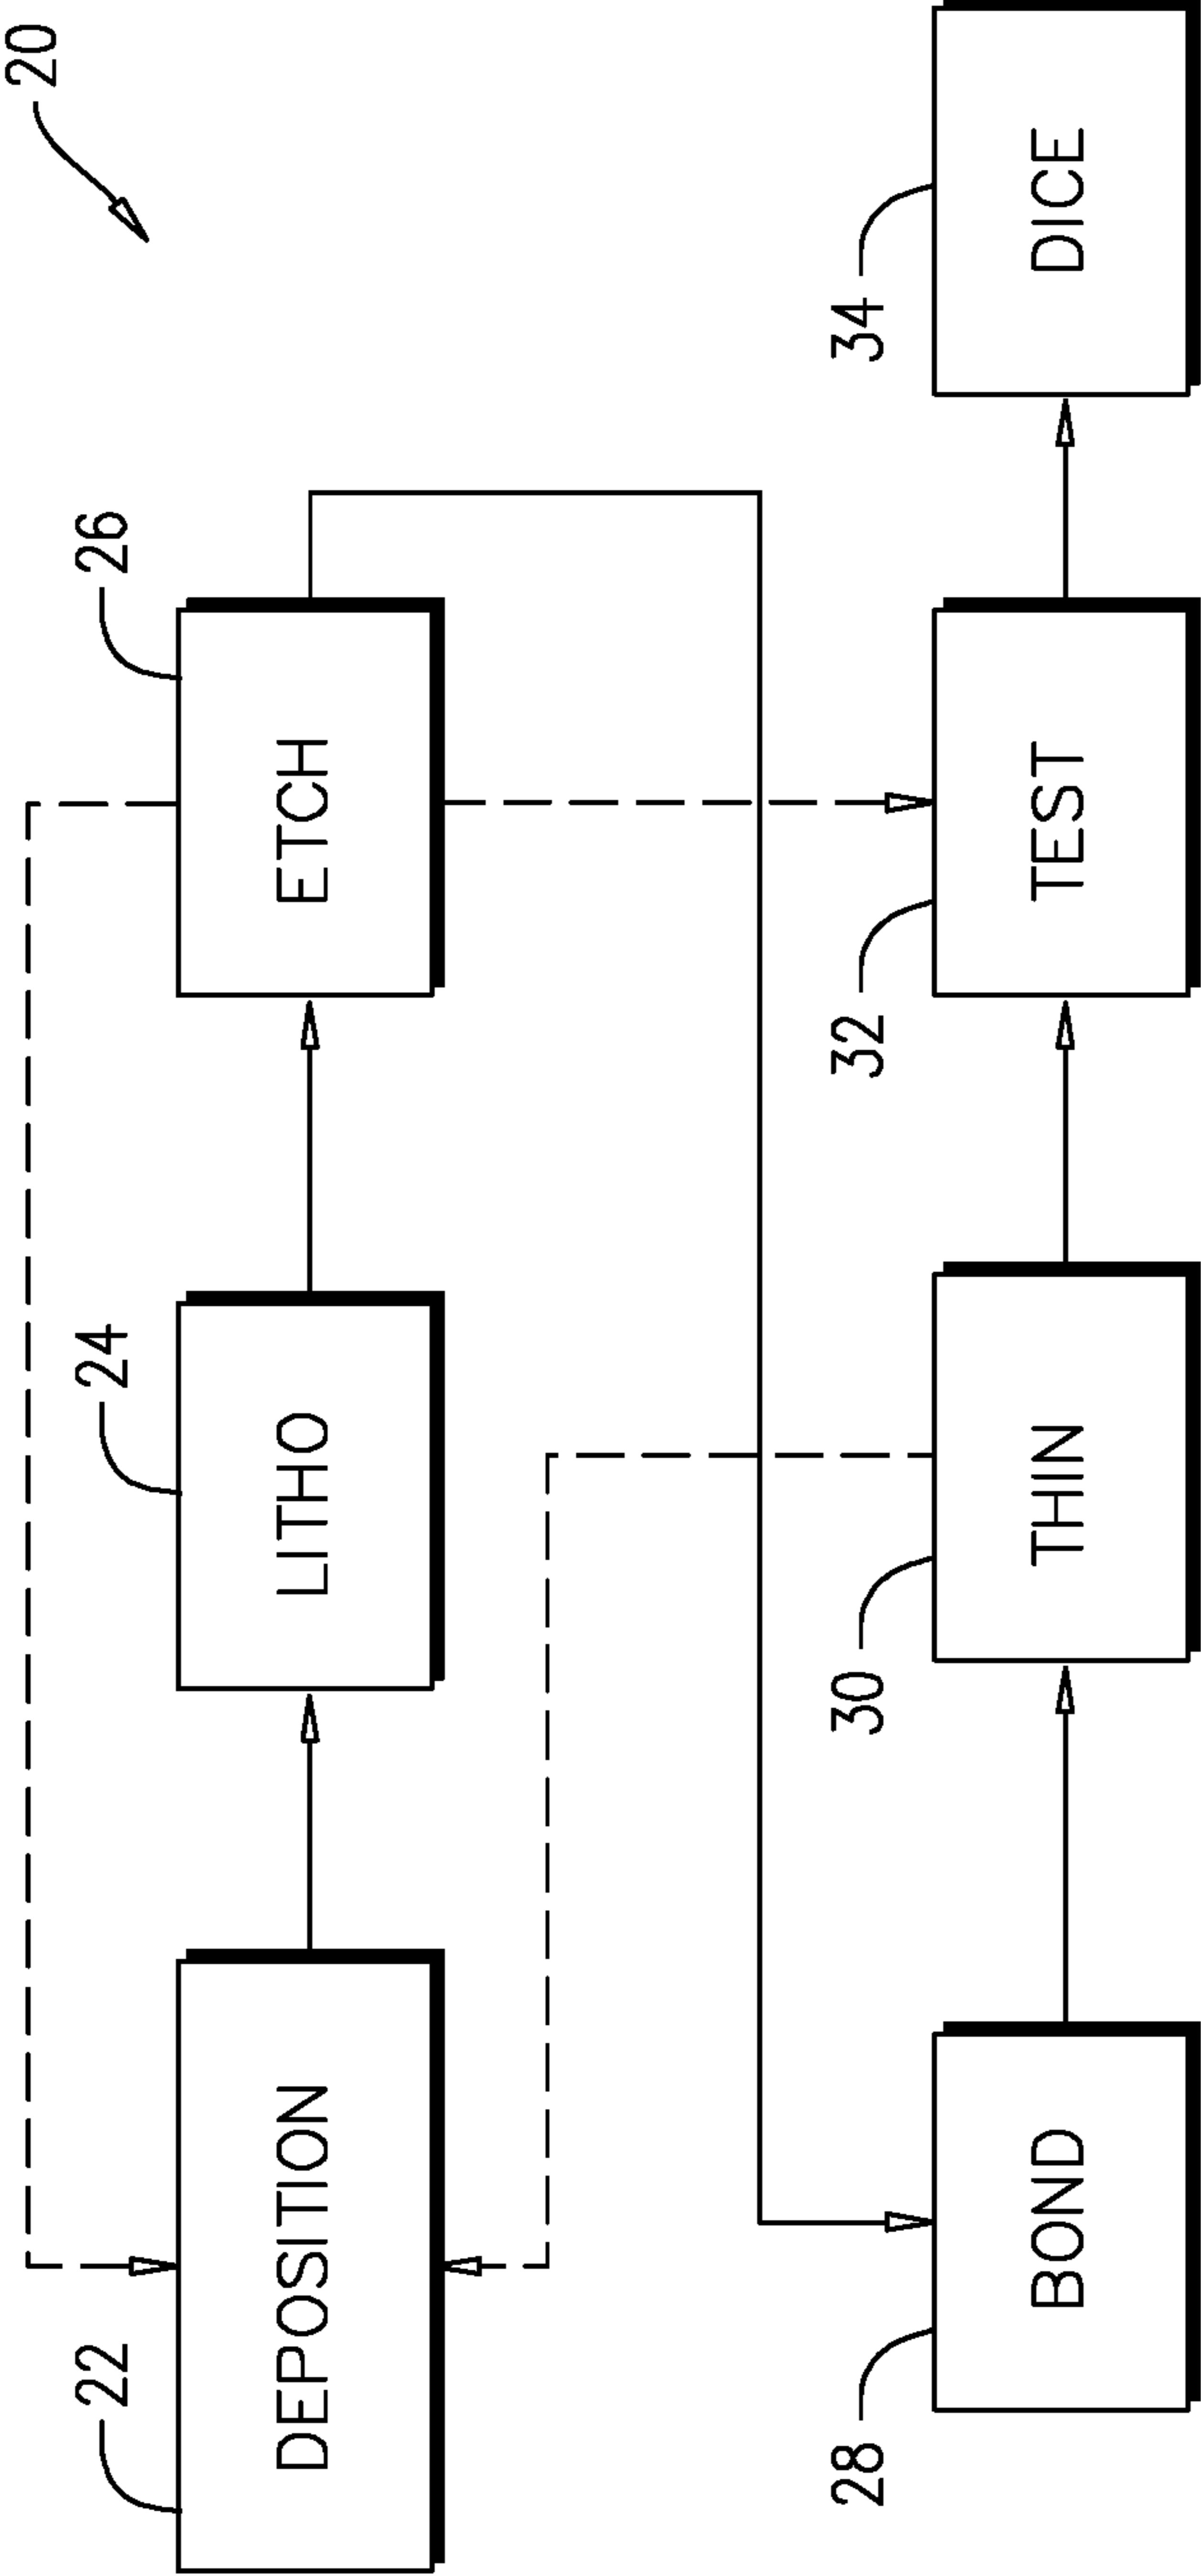 20
22
24
26
DEPOSITION
LITHO
ETCH
28
30
32
34
BOND
THIN
TEST
DICE